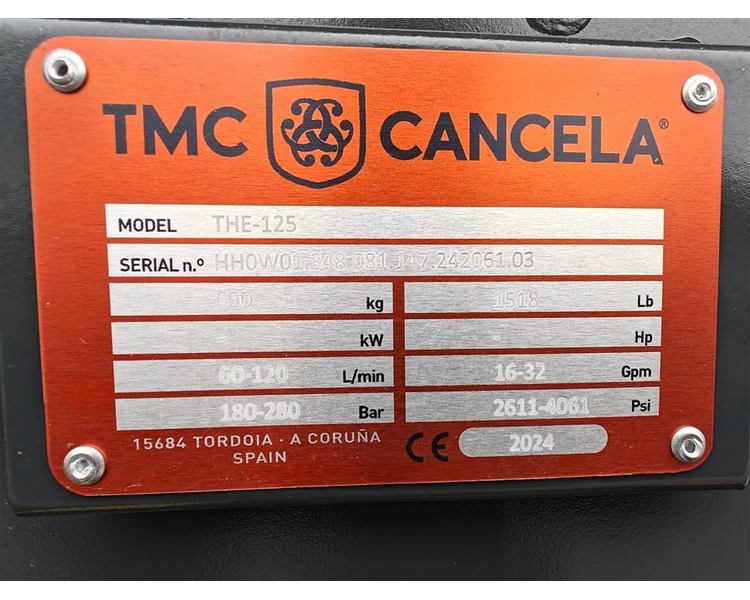 TMC CANCELA®
MODEL THE-125
SERIAL n.º HHOW01.348.081.147.242061.03
690 kg 1518 Lb
kW Hp
60-120 L/min 16-32 Gpm
180-280 Bar 2611-4061 Psi
15684 TORDOIA · A CORUÑA
SPAIN
CE 2024